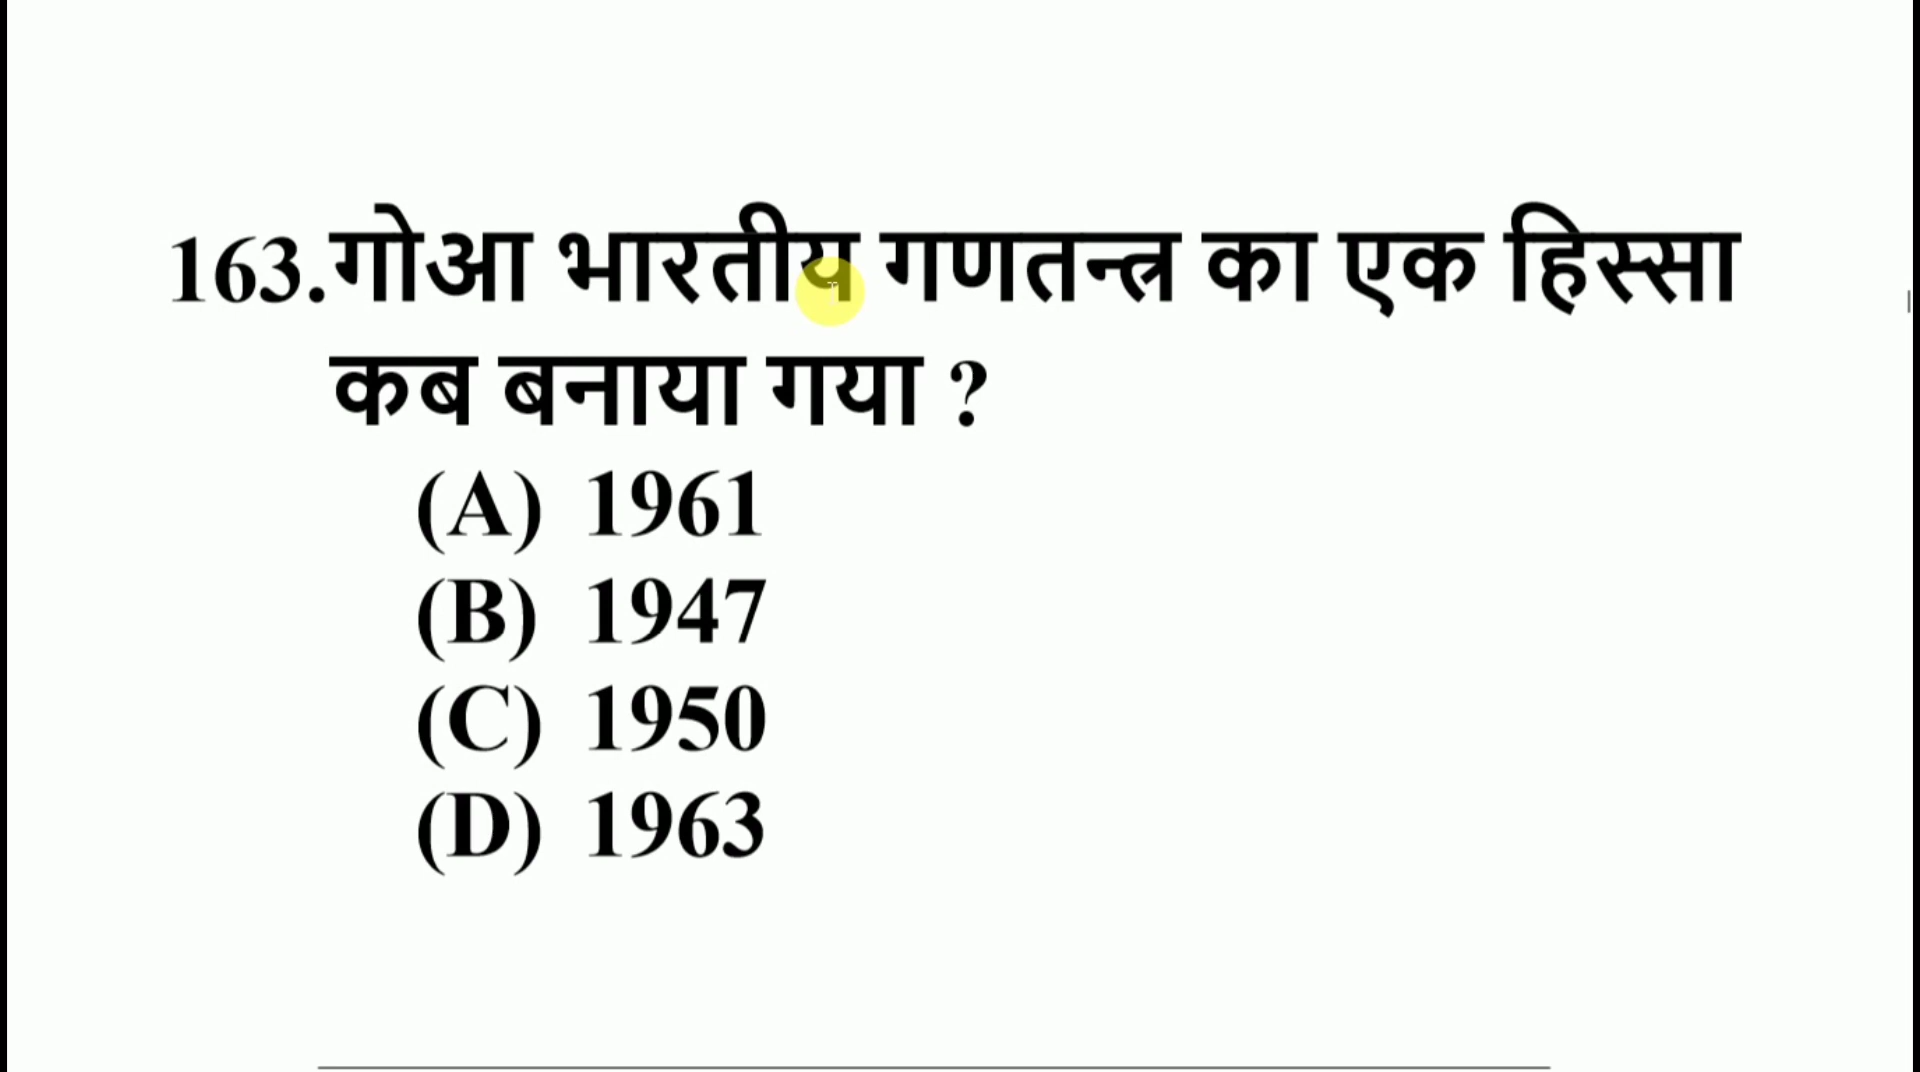 163.गोआ भारतीय गणतन्त्र का एक हिस्सा
कब बनाया गया ?
(A) 1961
(B) 1947
(C) 1950
(D) 1963